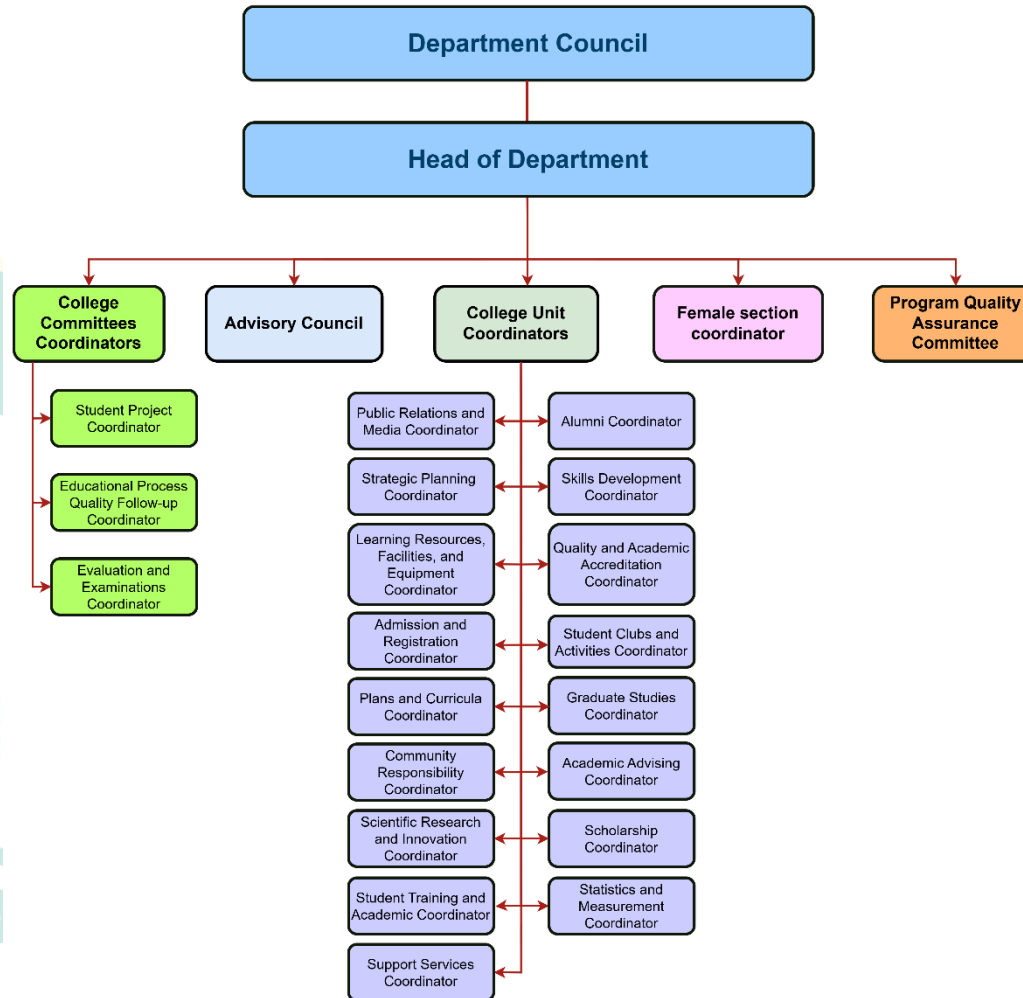 Department Council
Head of Department
College
Committees
Coordinators
Advisory Council
College Unit
Coordinators
Female section
coordinator
Program Quality
Assurance
Committee
Student Project
Coordinator
Educational Process
Quality Follow-up
Coordinator
Evaluation and
Examinations
Coordinator
Public Relations and
Media Coordinator
Alumni Coordinator
Strategic Planning
Coordinator
Skills Development
Coordinator
Learning Resources,
Facilities, and
Equipment
Coordinator
Quality and Academic
Accreditation
Coordinator
Admission and
Registration
Coordinator
Student Clubs and
Activities Coordinator
Plans and Curricula
Coordinator
Graduate Studies
Coordinator
Community
Responsibility
Coordinator
Academic Advising
Coordinator
Scientific Research
and Innovation
Coordinator
Scholarship
Coordinator
Student Training and
Academic Coordinator
Statistics and
Measurement
Coordinator
Support Services
Coordinator